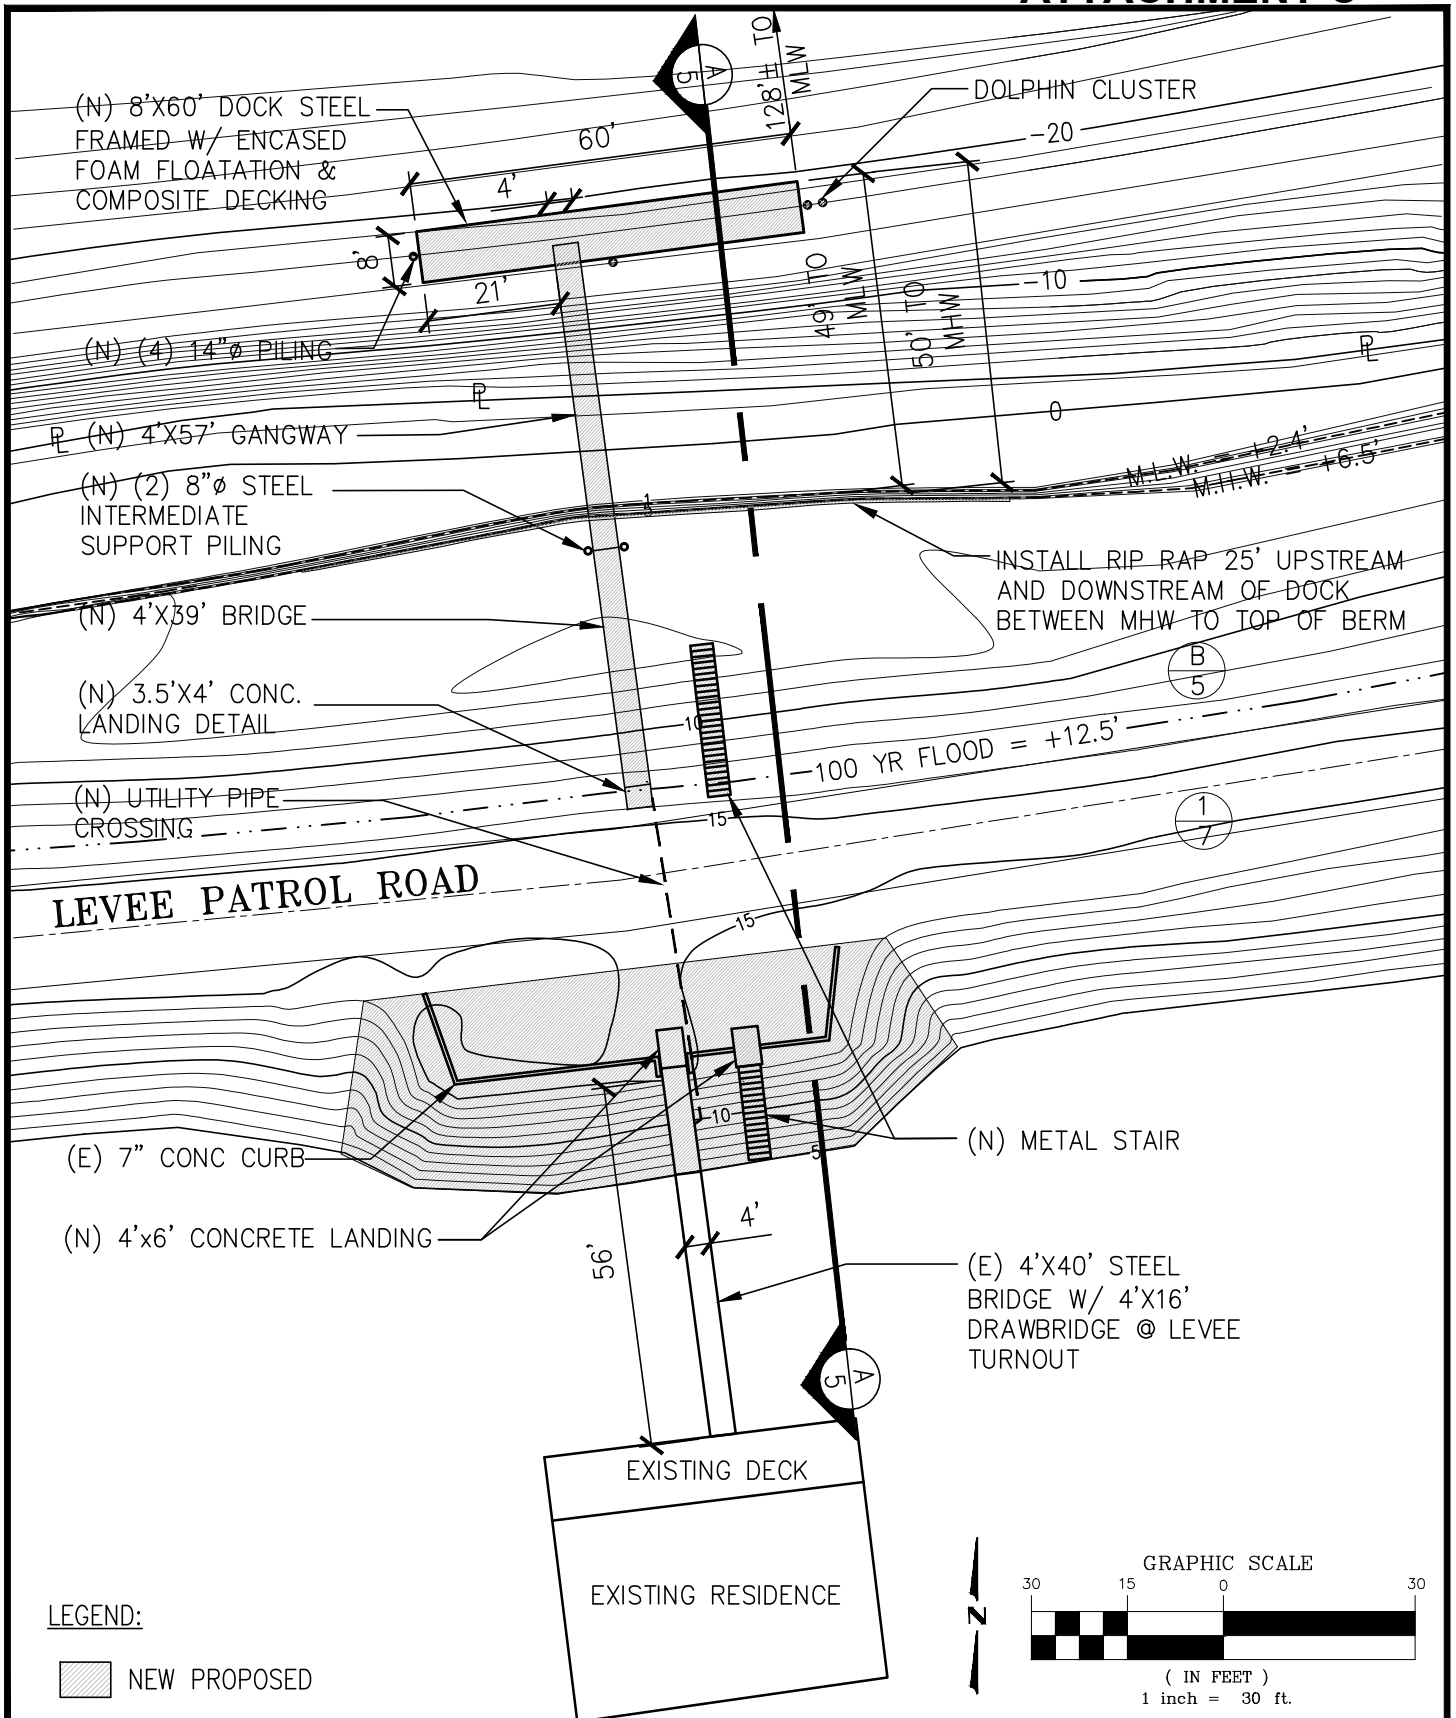 ATTACHMENT
A
5
128'± TO
MLW
(N) 8'X60' DOCK STEEL
FRAMED W/ ENCASED
FOAM FLOATATION &
COMPOSITE DECKING
DOLPHIN CLUSTER
60'
-20
4'
8'
21'
49' TO
MLW
50' TO
MHW
-10
(N) (4) 14"ø PILING
PL
PL
PL
(N) 4'X57' GANGWAY
0
M.L.W. = +2.4'
M.H.W. = +6.5'
(N) (2) 8"ø STEEL
INTERMEDIATE
SUPPORT PILING
1
5
INSTALL RIP RAP 25' UPSTREAM
AND DOWNSTREAM OF DOCK
BETWEEN MHW TO TOP OF BERM
(N) 4'X39' BRIDGE
B
5
(N) 3.5'X4' CONC.
LANDING DETAIL
10
100 YR FLOOD = +12.5'
(N) UTILITY PIPE
CROSSING
15
1
7
LEVEE PATROL ROAD
15
10
5
(E) 7" CONC CURB
(N) METAL STAIR
(N) 4'x6' CONCRETE LANDING
4'
56'
(E) 4'X40' STEEL
BRIDGE W/ 4'X16'
DRAWBRIDGE @ LEVEE
TURNOUT
A
5
EXISTING DECK
EXISTING RESIDENCE
LEGEND:
NEW PROPOSED
N
GRAPHIC SCALE
30 15 0 30
( IN FEET )
1 inch = 30 ft.